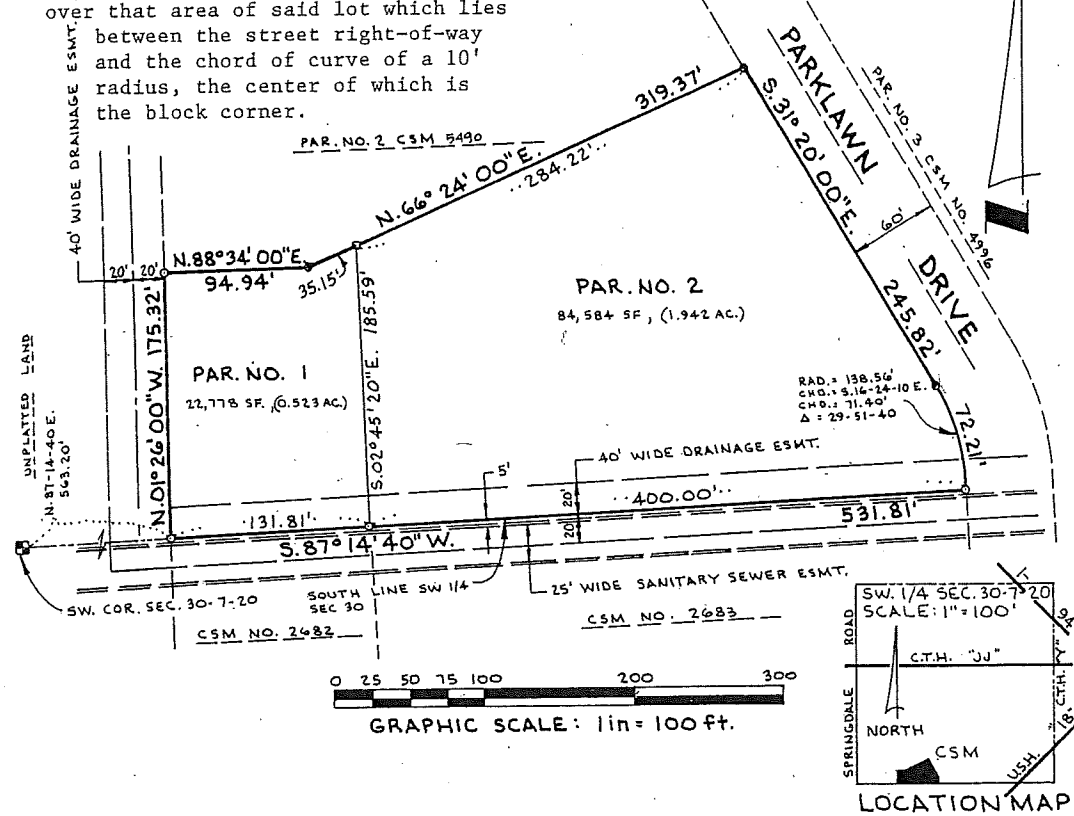 over that area of said lot which lies
between the street right-of-way
and the chord of curve of a 10'
radius, the center of which is
the block corner.
40' WIDE DRAINAGE ESMT.
PAR. NO. 2 CSM 5490
319.37'
N. 66° 24' 00" E.
284.22'
PARKLAWN
DRIVE
PAR. NO. 3 CSM NO. 4996
S. 31° 20' 00" E.
245.82'
60'
20' 20'
N. 88° 34' 00" E.
94.94'
35.15'
N. 01° 26' 00" W. 175.32'
S. 02° 45' 20" E. 185.59'
PAR. NO. 1
22,778 SF. (0.523 AC.)
PAR. NO. 2
84,584 SF, (1.942 AC.)
RAD. = 138.56'
CHD. = S.16-24-10 E.
CHD. = 71.40'
Δ = 29-51-40
72.21'
UNPLATTED LAND
N. 87-14-40 E.
563.20'
5'
40' WIDE DRAINAGE ESMT.
131.81'
20'
20'
400.00'
531.81'
S. 87° 14' 40" W.
SW. COR. SEC. 30-7-20
SOUTH LINE SW 1/4
SEC 30
25' WIDE SANITARY SEWER ESMT.
CSM NO. 2682
CSM NO. 2683
0 25 50 75 100 200 300
GRAPHIC SCALE: 1 in = 100 ft.
SW. 1/4 SEC. 30-7-20
SCALE: 1" = 100'
I-
94
C.T.H. "JJ"
C.T.H. "Y"
SPRINGDALE ROAD
NORTH
CSM
U.S.H. 18
LOCATION MAP